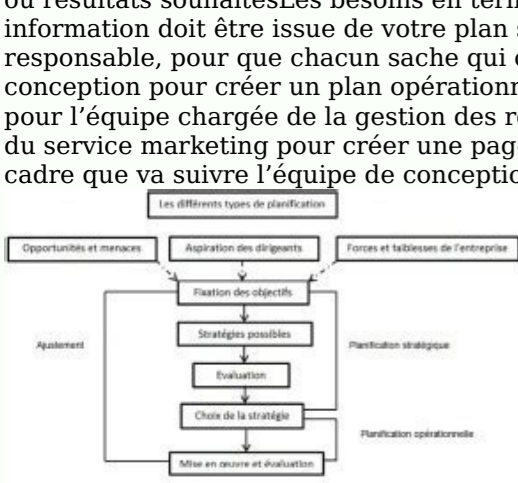 ou résultats souhaitésLes besoins en term
information doit être issue de votre plan s
responsable, pour que chacun sache qui
conception pour créer un plan opérationn
pour l'équipe chargée de la gestion des r
du service marketing pour créer une page
cadre que va suivre l'équipe de conceptio
Les différents types de planification
Opportunités et menaces
Aspiration des dirigeants
Forces et faiblesses de l'entreprise
Fixation des objectifs
Stratégies possibles
Ajustement
Planification stratégique
Evaluation
Choix de la stratégie
Planification opérationnelle
Mise en œuvre et évaluation